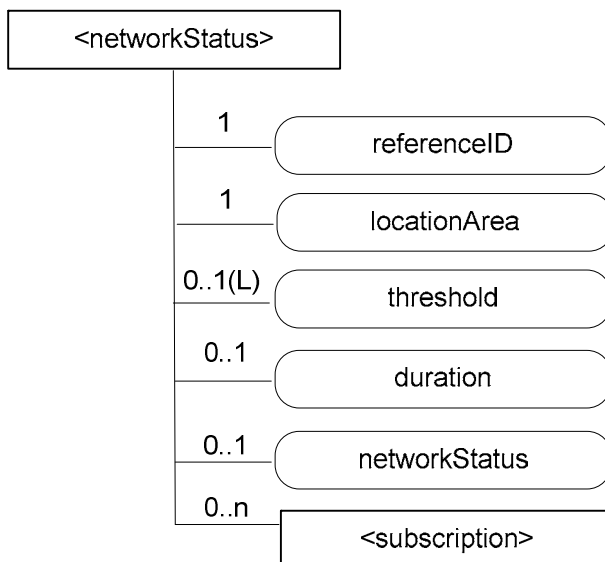 <networkStatus>
1
referenceID
1
locationArea
0..1(L)
threshold
0..1
duration
0..1
networkStatus
0..n
<subscription>